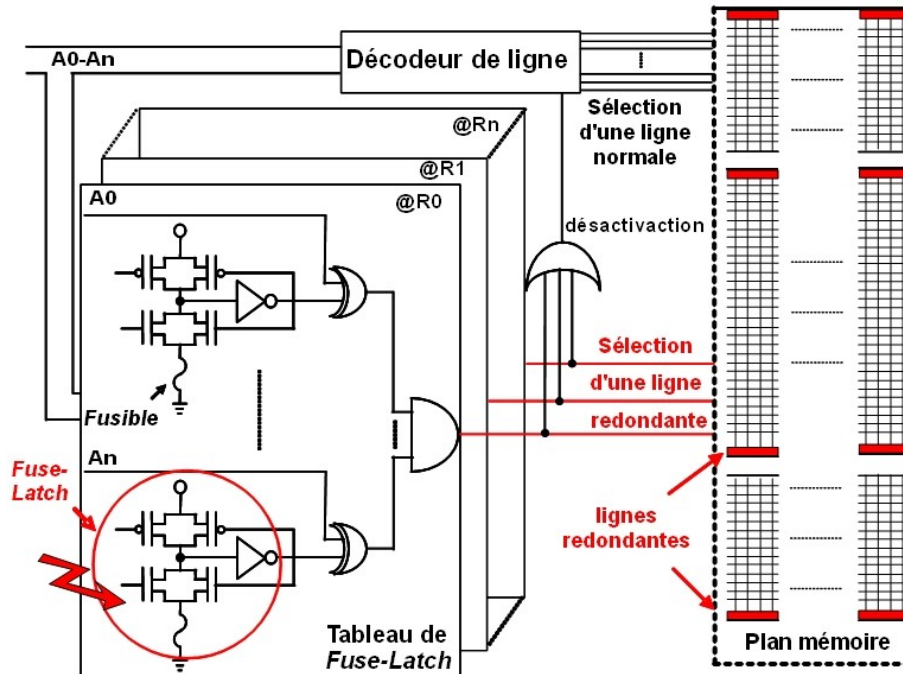 A0-An
Décodeur de ligne
@Rn
@R1
@R0
Sélection
d'une ligne
normale
A0
désactivaction
Fusible
Sélection
d'une ligne
redondante
An
Fuse-
Latch
lignes
redondantes
Tableau de
Fuse-Latch
Plan mémoire